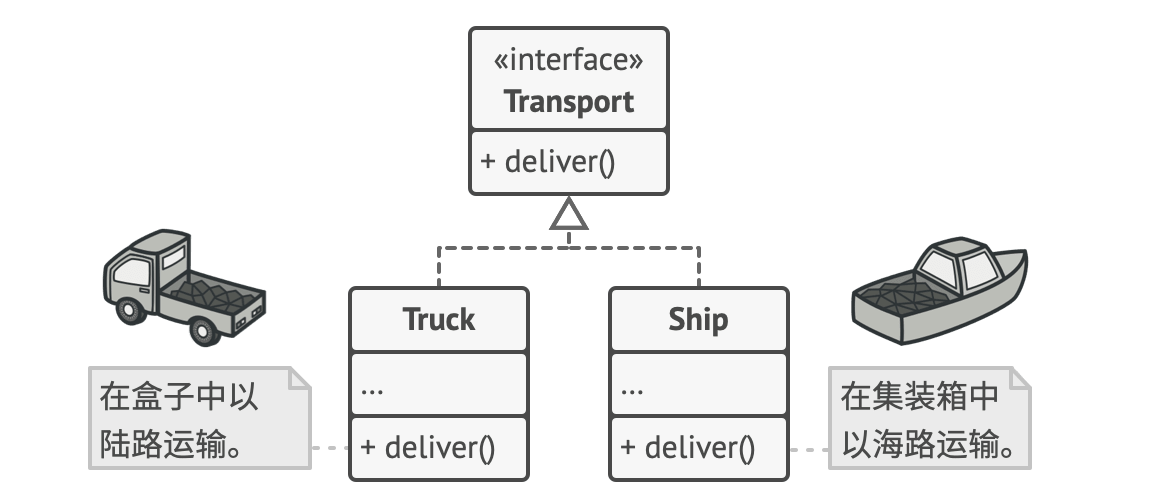 «interface»
Transport
+ deliver()
Truck
...
+ deliver()
Ship
...
+ deliver()
在盒子中以
陆路运输。
在集装箱中
以海路运输。